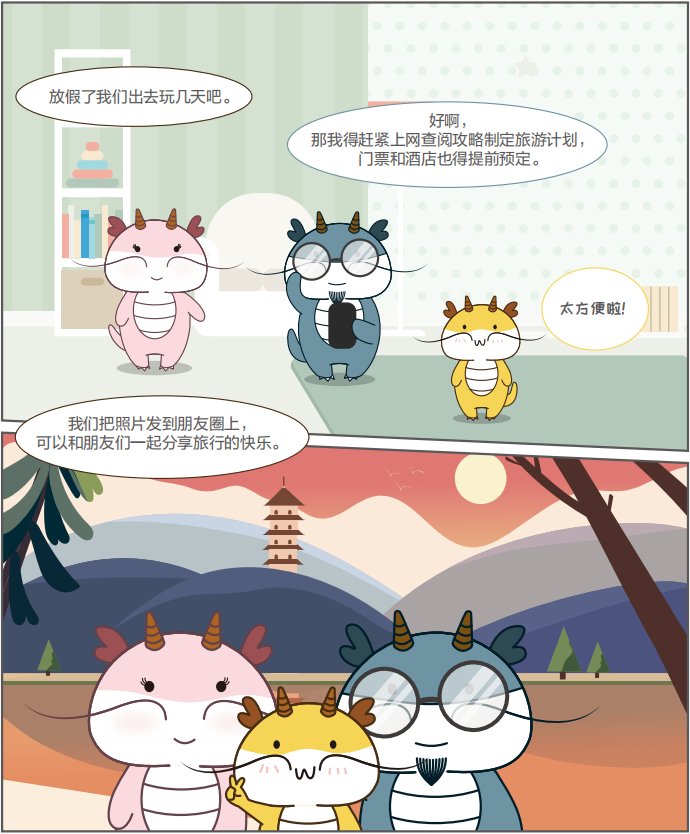 放假了我们出去玩几天吧。
好啊，
那我得赶紧上网查阅攻略制定旅游计划，
门票和酒店也得提前预定。
太方便啦！
我们把照片发到朋友圈上，
可以和朋友们一起分享旅行的快乐。